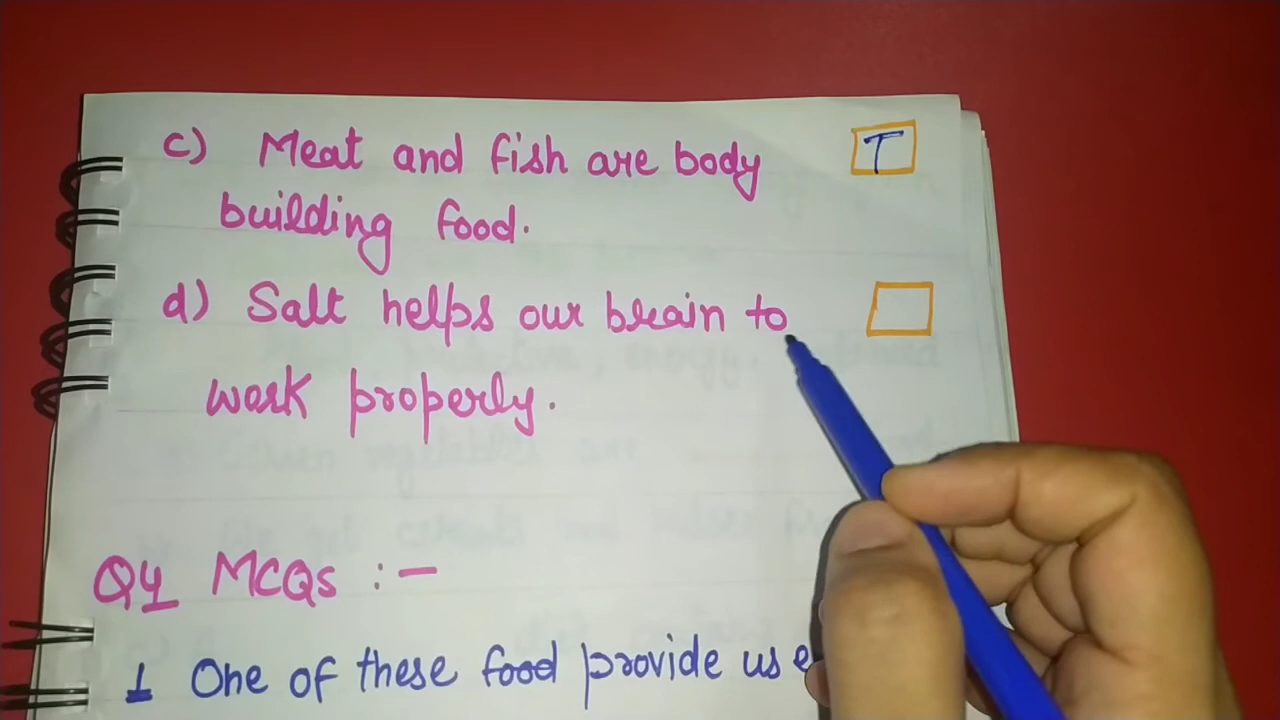 c) Meat and fish are body T
building food.
d) Salt helps our brain to
work properly.
Q4 MCQs :-
1 One of these food provide us